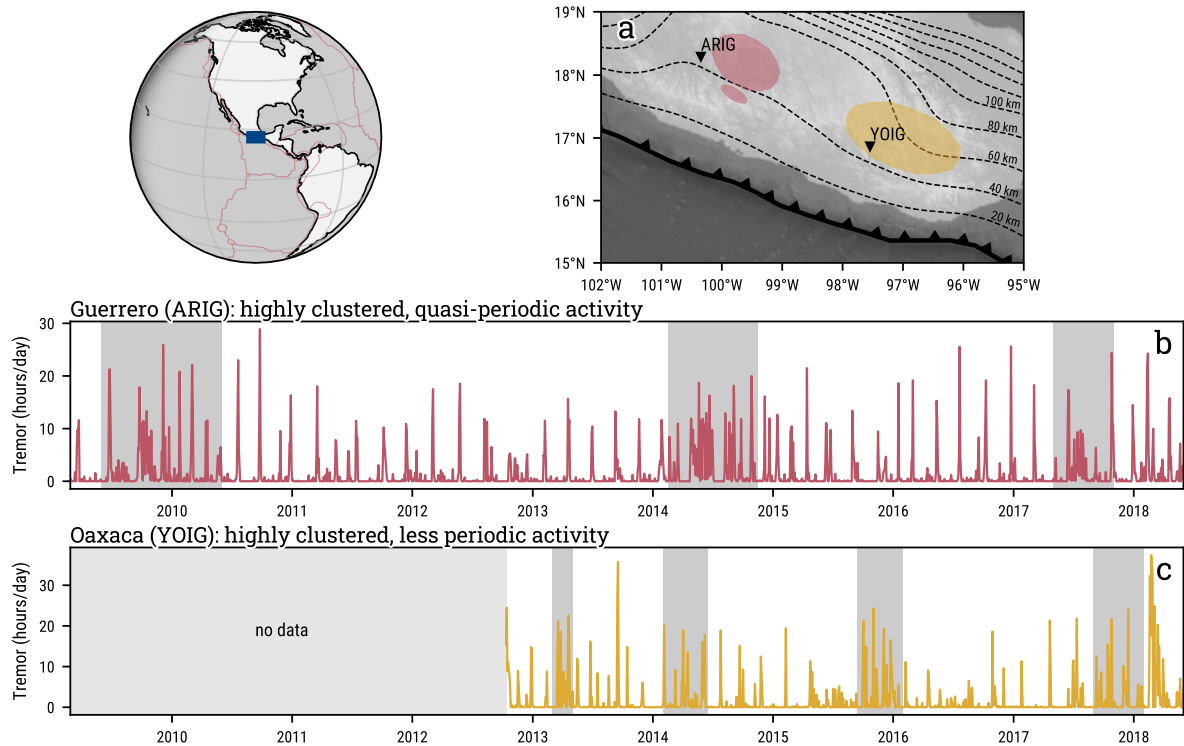 a
19°N
18°N
17°N
16°N
15°N
ARIG
YOIG
100 km
80 km
60 km
40 km
20 km
102°W 101°W 100°W 99°W 98°W 97°W 96°W 95°W
Guerrero (ARIG): highly clustered, quasi-periodic activity
b
Tremor (hours/day)
30
20
10
0
2010 2011 2012 2013 2014 2015 2016 2017 2018
Oaxaca (YOIG): highly clustered, less periodic activity
c
Tremor (hours/day)
30
20
10
0
no data
2010 2011 2012 2013 2014 2015 2016 2017 2018